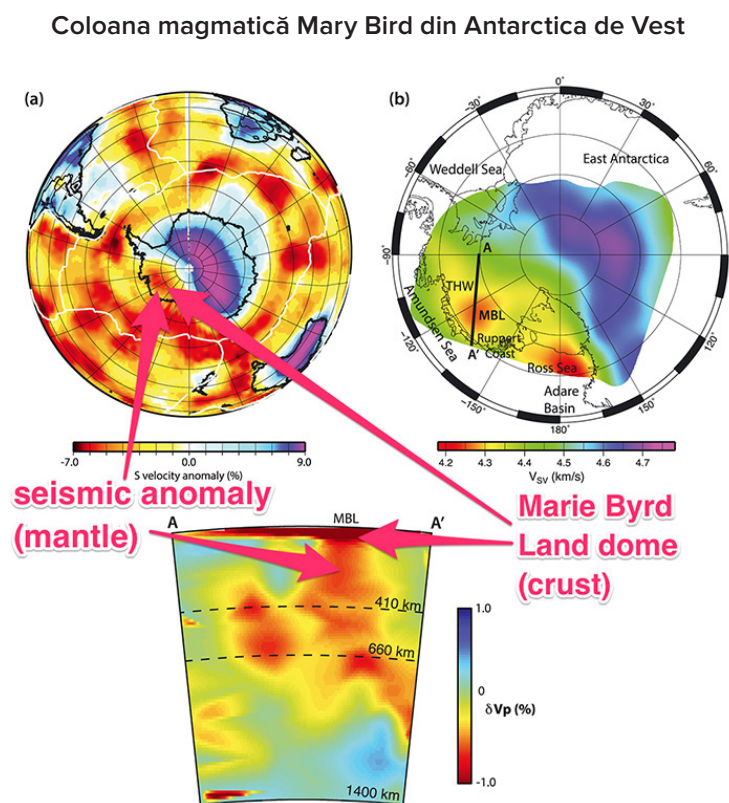 Coloana magmatică Mary Bird din Antarctica de Vest
(a)
(b)
0˚
-30˚
30˚
-60˚
60˚
-90˚
90˚
-120˚
120˚
-150˚
150˚
180˚
Weddell Sea
East Antarctica
A
THW
MBL
Amundsen Sea
Ruppert
Coast
A'
Ross Sea
Adare
Basin
-7.0
0.0
9.0
S velocity anomaly (%)
4.2
4.3
4.4
4.5
4.6
4.7
VSV (km/s)
seismic anomaly
(mantle)
Marie Byrd
Land dome
(crust)
A
MBL
A'
410 km
660 km
1400 km
1.0
0
δVp (%)
-1.0